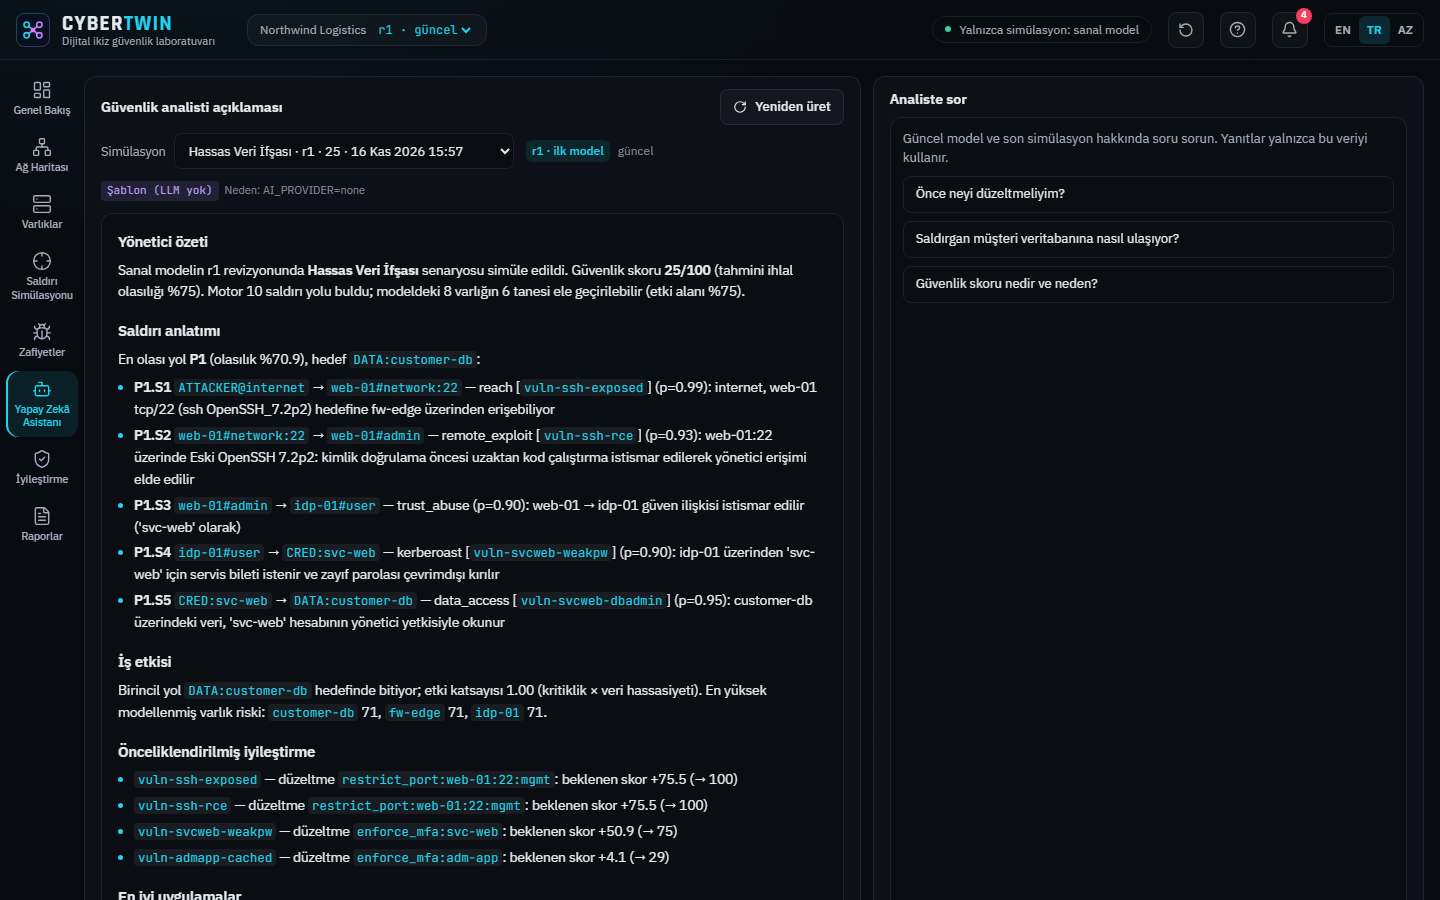 CYBERTWIN
Dijital ikiz güvenlik laboratuvarı
Northwind Logistics r1 · güncel
Yalnızca simülasyon: sanal model
4
EN TR AZ
Genel Bakış
Ağ Haritası
Varlıklar
Saldırı
Simülasyonu
Zafiyetler
Yapay Zekâ
Asistanı
İyileştirme
Raporlar
Güvenlik analisti açıklaması
Yeniden üret
Simülasyon Hassas Veri İfşası · r1 · 25 · 16 Kas 2026 15:57 r1 · ilk model güncel
Şablon (LLM yok) Neden: AI_PROVIDER=none
Yönetici özeti
Sanal modelin r1 revizyonunda Hassas Veri İfşası senaryosu simüle edildi. Güvenlik skoru 25/100 (tahmini ihlal
olasılığı %75). Motor 10 saldırı yolu buldu; modeldeki 8 varlığın 6 tanesi ele geçirilebilir (etki alanı %75).
Saldırı anlatımı
En olası yol P1 (olasılık %70.9), hedef DATA:customer-db :
P1.S1 ATTACKER@internet → web-01#network:22 — reach [ vuln-ssh-exposed ] (p=0.99): internet, web-01
tcp/22 (ssh OpenSSH_7.2p2) hedefine fw-edge üzerinden erişebiliyor
P1.S2 web-01#network:22 → web-01#admin — remote_exploit [ vuln-ssh-rce ] (p=0.93): web-01:22
üzerinde Eski OpenSSH 7.2p2: kimlik doğrulama öncesi uzaktan kod çalıştırma istismar edilerek yönetici erişimi
elde edilir
P1.S3 web-01#admin → idp-01#user — trust_abuse (p=0.90): web-01 → idp-01 güven ilişkisi istismar edilir
('svc-web' olarak)
P1.S4 idp-01#user → CRED:svc-web — kerberoast [ vuln-svcweb-weakpw ] (p=0.90): idp-01 üzerinden 'svc-
web' için servis bileti istenir ve zayıf parolası çevrimdışı kırılır
P1.S5 CRED:svc-web → DATA:customer-db — data_access [ vuln-svcweb-dbadmin ] (p=0.95): customer-db
üzerindeki veri, 'svc-web' hesabının yönetici yetkisiyle okunur
İş etkisi
Birincil yol DATA:customer-db hedefinde bitiyor; etki katsayısı 1.00 (kritiklik × veri hassasiyeti). En yüksek
modellenmiş varlık riski: customer-db 71, fw-edge 71, idp-01 71.
Önceliklendirilmiş iyileştirme
vuln-ssh-exposed — düzeltme restrict_port:web-01:22:mgmt : beklenen skor +75.5 (→ 100)
vuln-ssh-rce — düzeltme restrict_port:web-01:22:mgmt : beklenen skor +75.5 (→ 100)
vuln-svcweb-weakpw — düzeltme enforce_mfa:svc-web : beklenen skor +50.9 (→ 75)
vuln-admapp-cached — düzeltme enforce_mfa:adm-app : beklenen skor +4.1 (→ 29)
En iyi uygulamalar
Analiste sor
Güncel model ve son simülasyon hakkında soru sorun. Yanıtlar yalnızca bu veriyi
kullanır.
Önce neyi düzeltmeliyim?
Saldırgan müşteri veritabanına nasıl ulaşıyor?
Güvenlik skoru nedir ve neden?